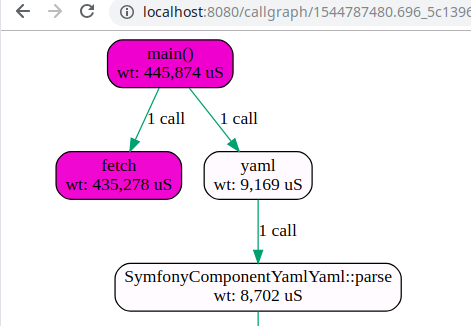 localhost:8080/callgraph/1544787480.696_5c1396
main()
wt: 445,874 uS
1 call
1 call
fetch
wt: 435,278 uS
yaml
wt: 9,169 uS
1 call
SymfonyComponentYamlYaml::parse
wt: 8,702 uS